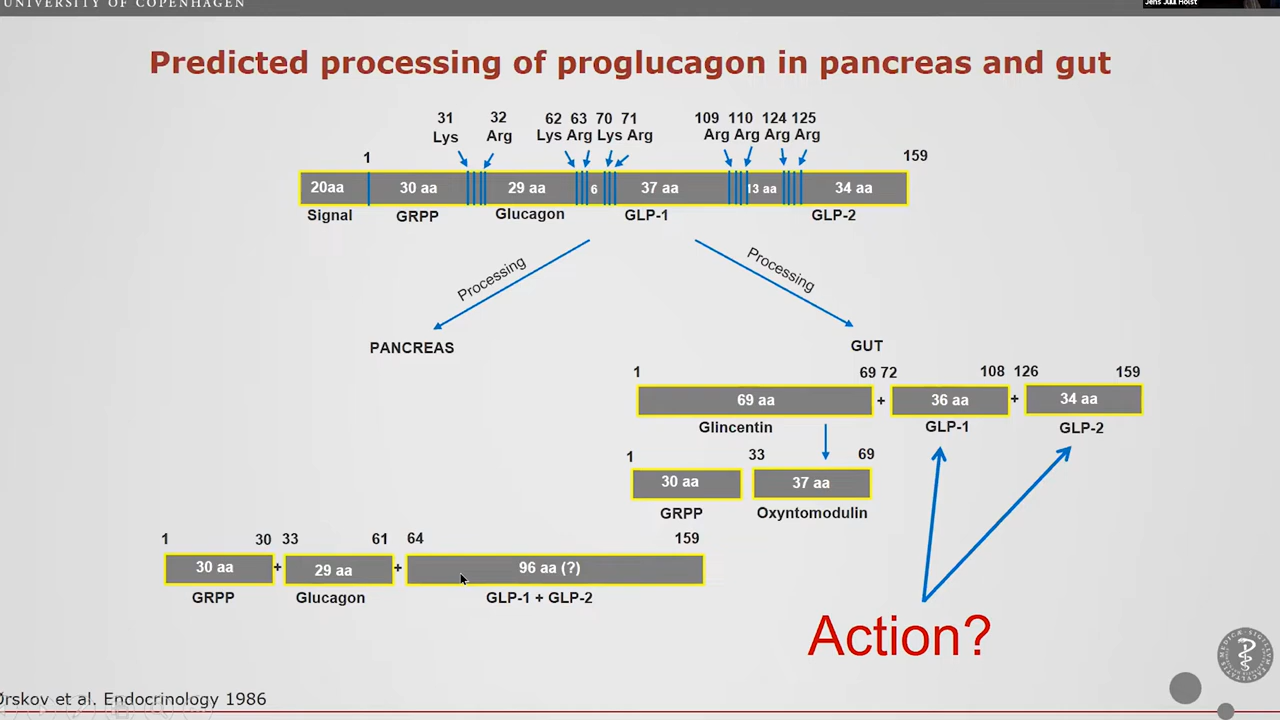 UNIVERSITY OF COPENHAGEN
Jens Juul Holst
Predicted processing of proglucagon in pancreas and gut
31 32 62 63 70 71 109 110 124 125
Lys Arg Lys Arg Lys Arg Arg Arg Arg Arg
1 159
20aa 30 aa 29 aa 6 37 aa 13 aa 34 aa
Signal GRPP Glucagon GLP-1 GLP-2
Processing Processing
PANCREAS GUT
1 69 72 108 126 159
69 aa + 36 aa + 34 aa
Glincentin GLP-1 GLP-2
1 33 69
30 aa 37 aa
GRPP Oxyntomodulin
1 30 33 61 64 159
30 aa + 29 aa + 96 aa (?)
GRPP Glucagon GLP-1 + GLP-2
Action?
Orskov et al. Endocrinology 1986